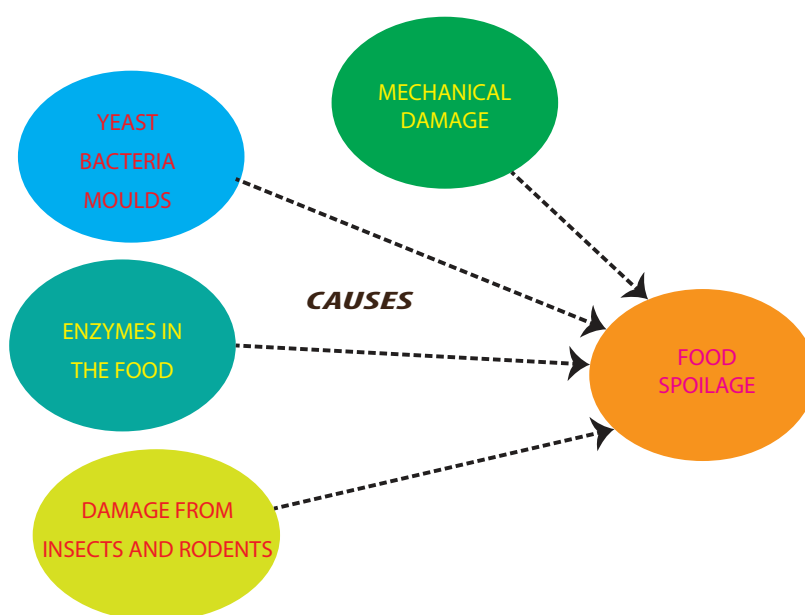 MECHANICAL
DAMAGE
YEAST
BACTERIA
MOULDS
CAUSES
ENZYMES IN
THE FOOD
FOOD
SPOILAGE
DAMAGE FROM
INSECTS AND RODENTS